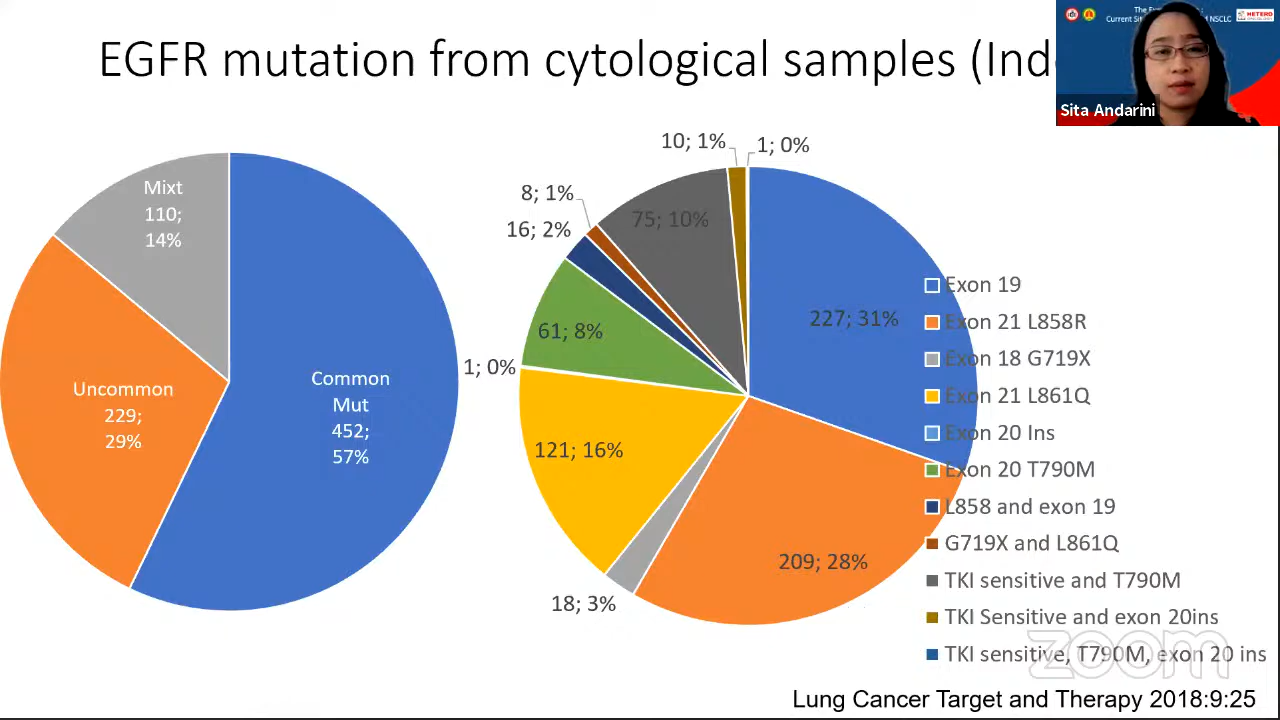 EGFR mutation from cytological samples (Ind
Sita Andarini
Mixt
110;
14%
Uncommon
229;
29%
Common
Mut
452;
57%
10; 1%
1; 0%
8; 1%
16; 2%
75; 10%
227; 31%
61; 8%
1; 0%
121; 16%
209; 28%
18; 3%
Exon 19
Exon 21 L858R
Exon 18 G719X
Exon 21 L861Q
Exon 20 Ins
Exon 20 T790M
L858 and exon 19
G719X and L861Q
TKI sensitive and T790M
TKI Sensitive and exon 20ins
TKI sensitive, T790M, exon 20 ins
zoom
Lung Cancer Target and Therapy 2018:9:25